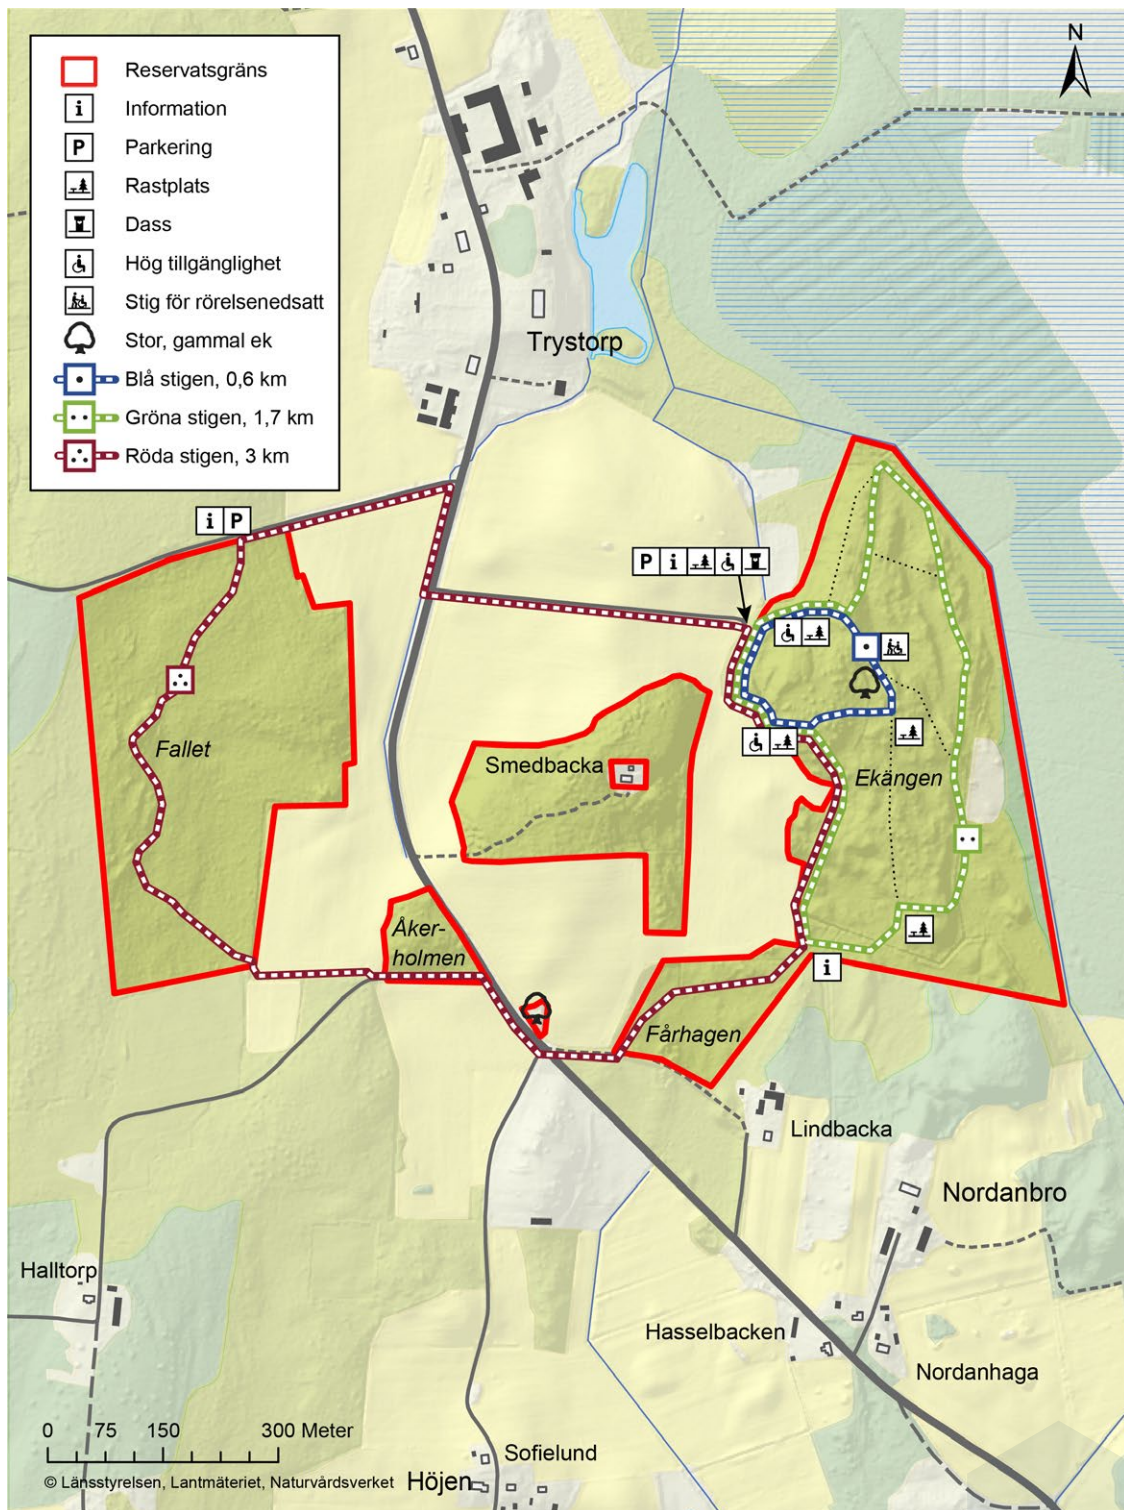 N
Reservatsgräns
i Information
P Parkering
Rastplats
Dass
Hög tillgänglighet
Stig för rörelsenedsatt
Stor, gammal ek
Blå stigen, 0,6 km
Gröna stigen, 1,7 km
Röda stigen, 3 km
Trystorp
i P
P i
Fallet
Smedbacka
Ekängen
Åker-
holmen
i
Fårhagen
Lindbacka
Nordanbro
Halltorp
Hasselbacken
Nordanhaga
0 75 150 300 Meter
Sofielund
© Länsstyrelsen, Lantmäteriet, Naturvårdsverket
Höjen